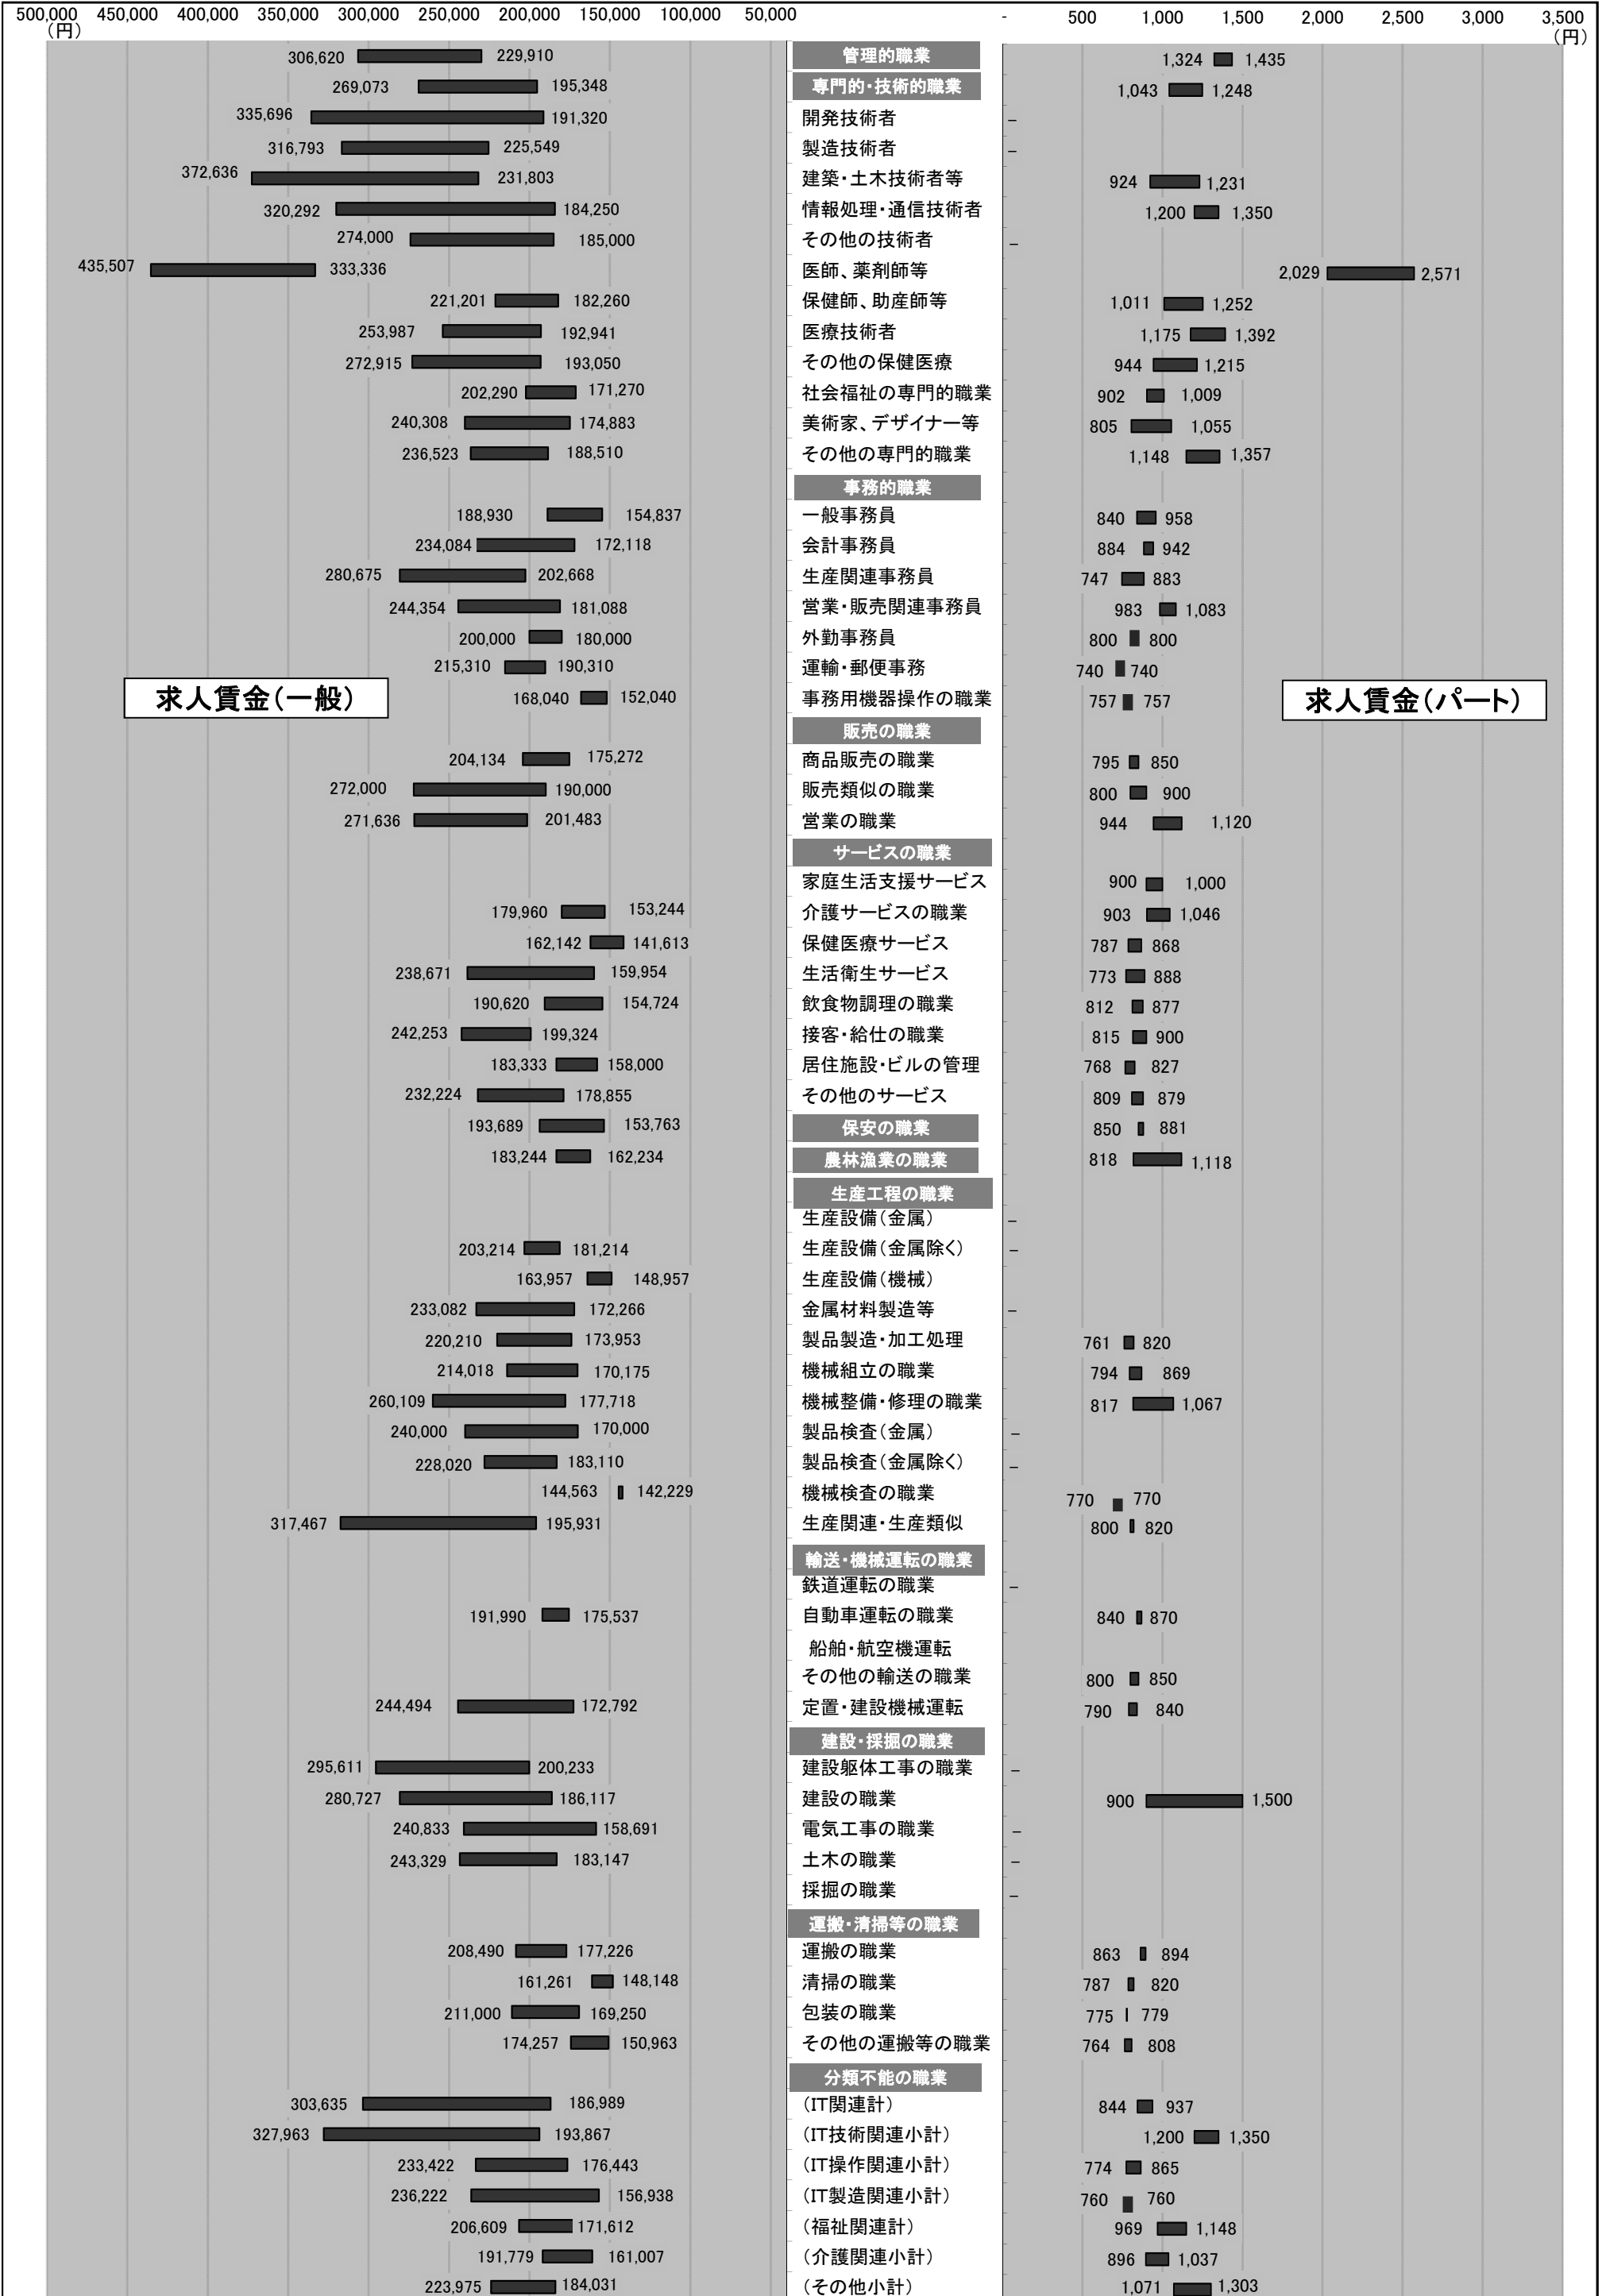 500,000 450,000 400,000 350,000 300,000 250,000 200,000 150,000 100,000 50,000 - 500 1,000 1,500 2,000 2,500 3,000 3,500
(円) (円)
306,620 229,910 管理的職業 1,324 1,435
269,073 195,348 専門的・技術的職業 1,043 1,248
335,696 191,320 開発技術者 -
316,793 225,549 製造技術者 -
372,636 231,803 建築・土木技術者等 924 1,231
320,292 184,250 情報処理・通信技術者 1,200 1,350
274,000 185,000 その他の技術者 -
435,507 333,336 医師、薬剤師等 2,029 2,571
221,201 182,260 保健師、助産師等 1,011 1,252
253,987 192,941 医療技術者 1,175 1,392
272,915 193,050 その他の保健医療 944 1,215
202,290 171,270 社会福祉の専門的職業 902 1,009
240,308 174,883 美術家、デザイナー等 805 1,055
236,523 188,510 その他の専門的職業 1,148 1,357
事務的職業
188,930 154,837 一般事務員 840 958
234,084 172,118 会計事務員 884 942
280,675 202,668 生産関連事務員 747 883
244,354 181,088 営業・販売関連事務員 983 1,083
200,000 180,000 外勤事務員 800 800
215,310 190,310 運輸・郵便事務 740 740
求人賃金(一般) 168,040 152,040 事務用機器操作の職業 757 757 求人賃金(パート)
販売の職業
204,134 175,272 商品販売の職業 795 850
272,000 190,000 販売類似の職業 800 900
271,636 201,483 営業の職業 944 1,120
サービスの職業
家庭生活支援サービス 900 1,000
179,960 153,244 介護サービスの職業 903 1,046
162,142 141,613 保健医療サービス 787 868
238,671 159,954 生活衛生サービス 773 888
190,620 154,724 飲食物調理の職業 812 877
242,253 199,324 接客・給仕の職業 815 900
183,333 158,000 居住施設・ビルの管理 768 827
232,224 178,855 その他のサービス 809 879
193,689 153,763 保安の職業 850 881
183,244 162,234 農林漁業の職業 818 1,118
生産工程の職業
生産設備(金属) -
203,214 181,214 生産設備(金属除く) -
163,957 148,957 生産設備(機械)
233,082 172,266 金属材料製造等 -
220,210 173,953 製品製造・加工処理 761 820
214,018 170,175 機械組立の職業 794 869
260,109 177,718 機械整備・修理の職業 817 1,067
240,000 170,000 製品検査(金属) -
228,020 183,110 製品検査(金属除く) -
144,563 142,229 機械検査の職業 770 770
317,467 195,931 生産関連・生産類似 800 820
輸送・機械運転の職業
鉄道運転の職業 -
191,990 175,537 自動車運転の職業 840 870
船舶・航空機運転
その他の輸送の職業 800 850
244,494 172,792 定置・建設機械運転 790 840
建設・採掘の職業
295,611 200,233 建設躯体工事の職業 -
280,727 186,117 建設の職業 900 1,500
240,833 158,691 電気工事の職業 -
243,329 183,147 土木の職業 -
採掘の職業 -
運搬・清掃等の職業
208,490 177,226 運搬の職業 863 894
161,261 148,148 清掃の職業 787 820
211,000 169,250 包装の職業 775 779
174,257 150,963 その他の運搬等の職業 764 808
分類不能の職業
303,635 186,989 (IT関連計) 844 937
327,963 193,867 (IT技術関連小計) 1,200 1,350
233,422 176,443 (IT操作関連小計) 774 865
236,222 156,938 (IT製造関連小計) 760 760
206,609 171,612 (福祉関連計) 969 1,148
191,779 161,007 (介護関連小計) 896 1,037
223,975 184,031 (その他小計) 1,071 1,303